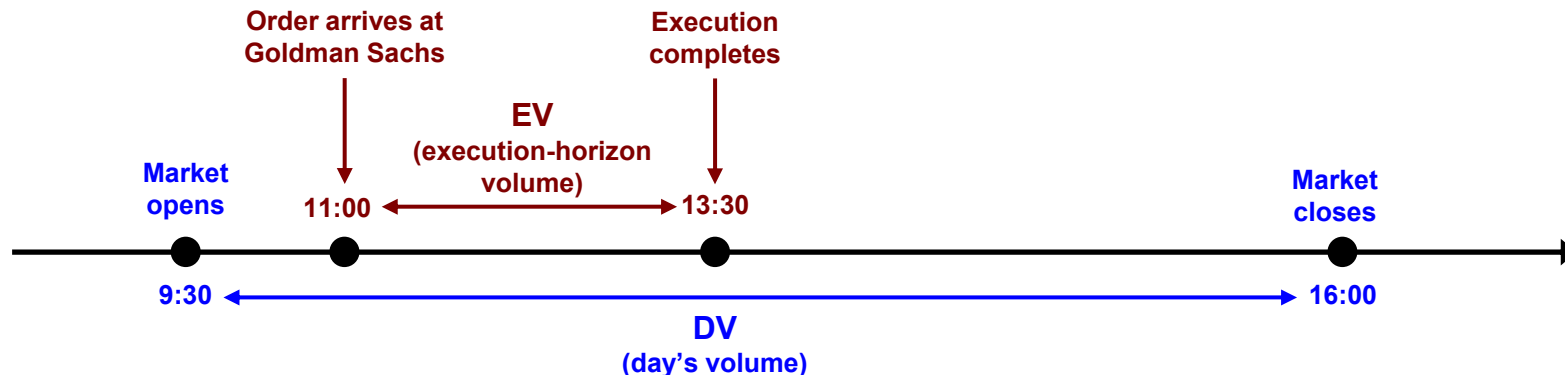 Order arrives at
Goldman Sachs
Execution
completes
EV
(execution-horizon
volume)
Market
opens
Market
closes
11:00
13:30
9:30
16:00
DV
(day’s volume)